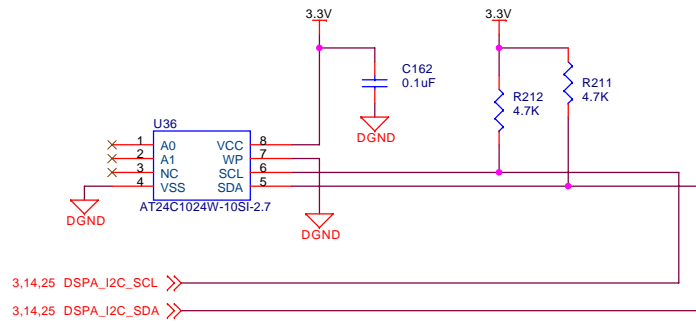 3.3V
3.3V
C162
0.1uF
R212
4.7K
R211
4.7K
DGND
U36
1 A0 VCC 8
2 A1 WP 7
3 NC SCL 6
4 VSS SDA 5
AT24C1024W-10SI-2.7
DGND
DGND
3,14,25 DSPA_I2C_SCL
3,14,25 DSPA_I2C_SDA